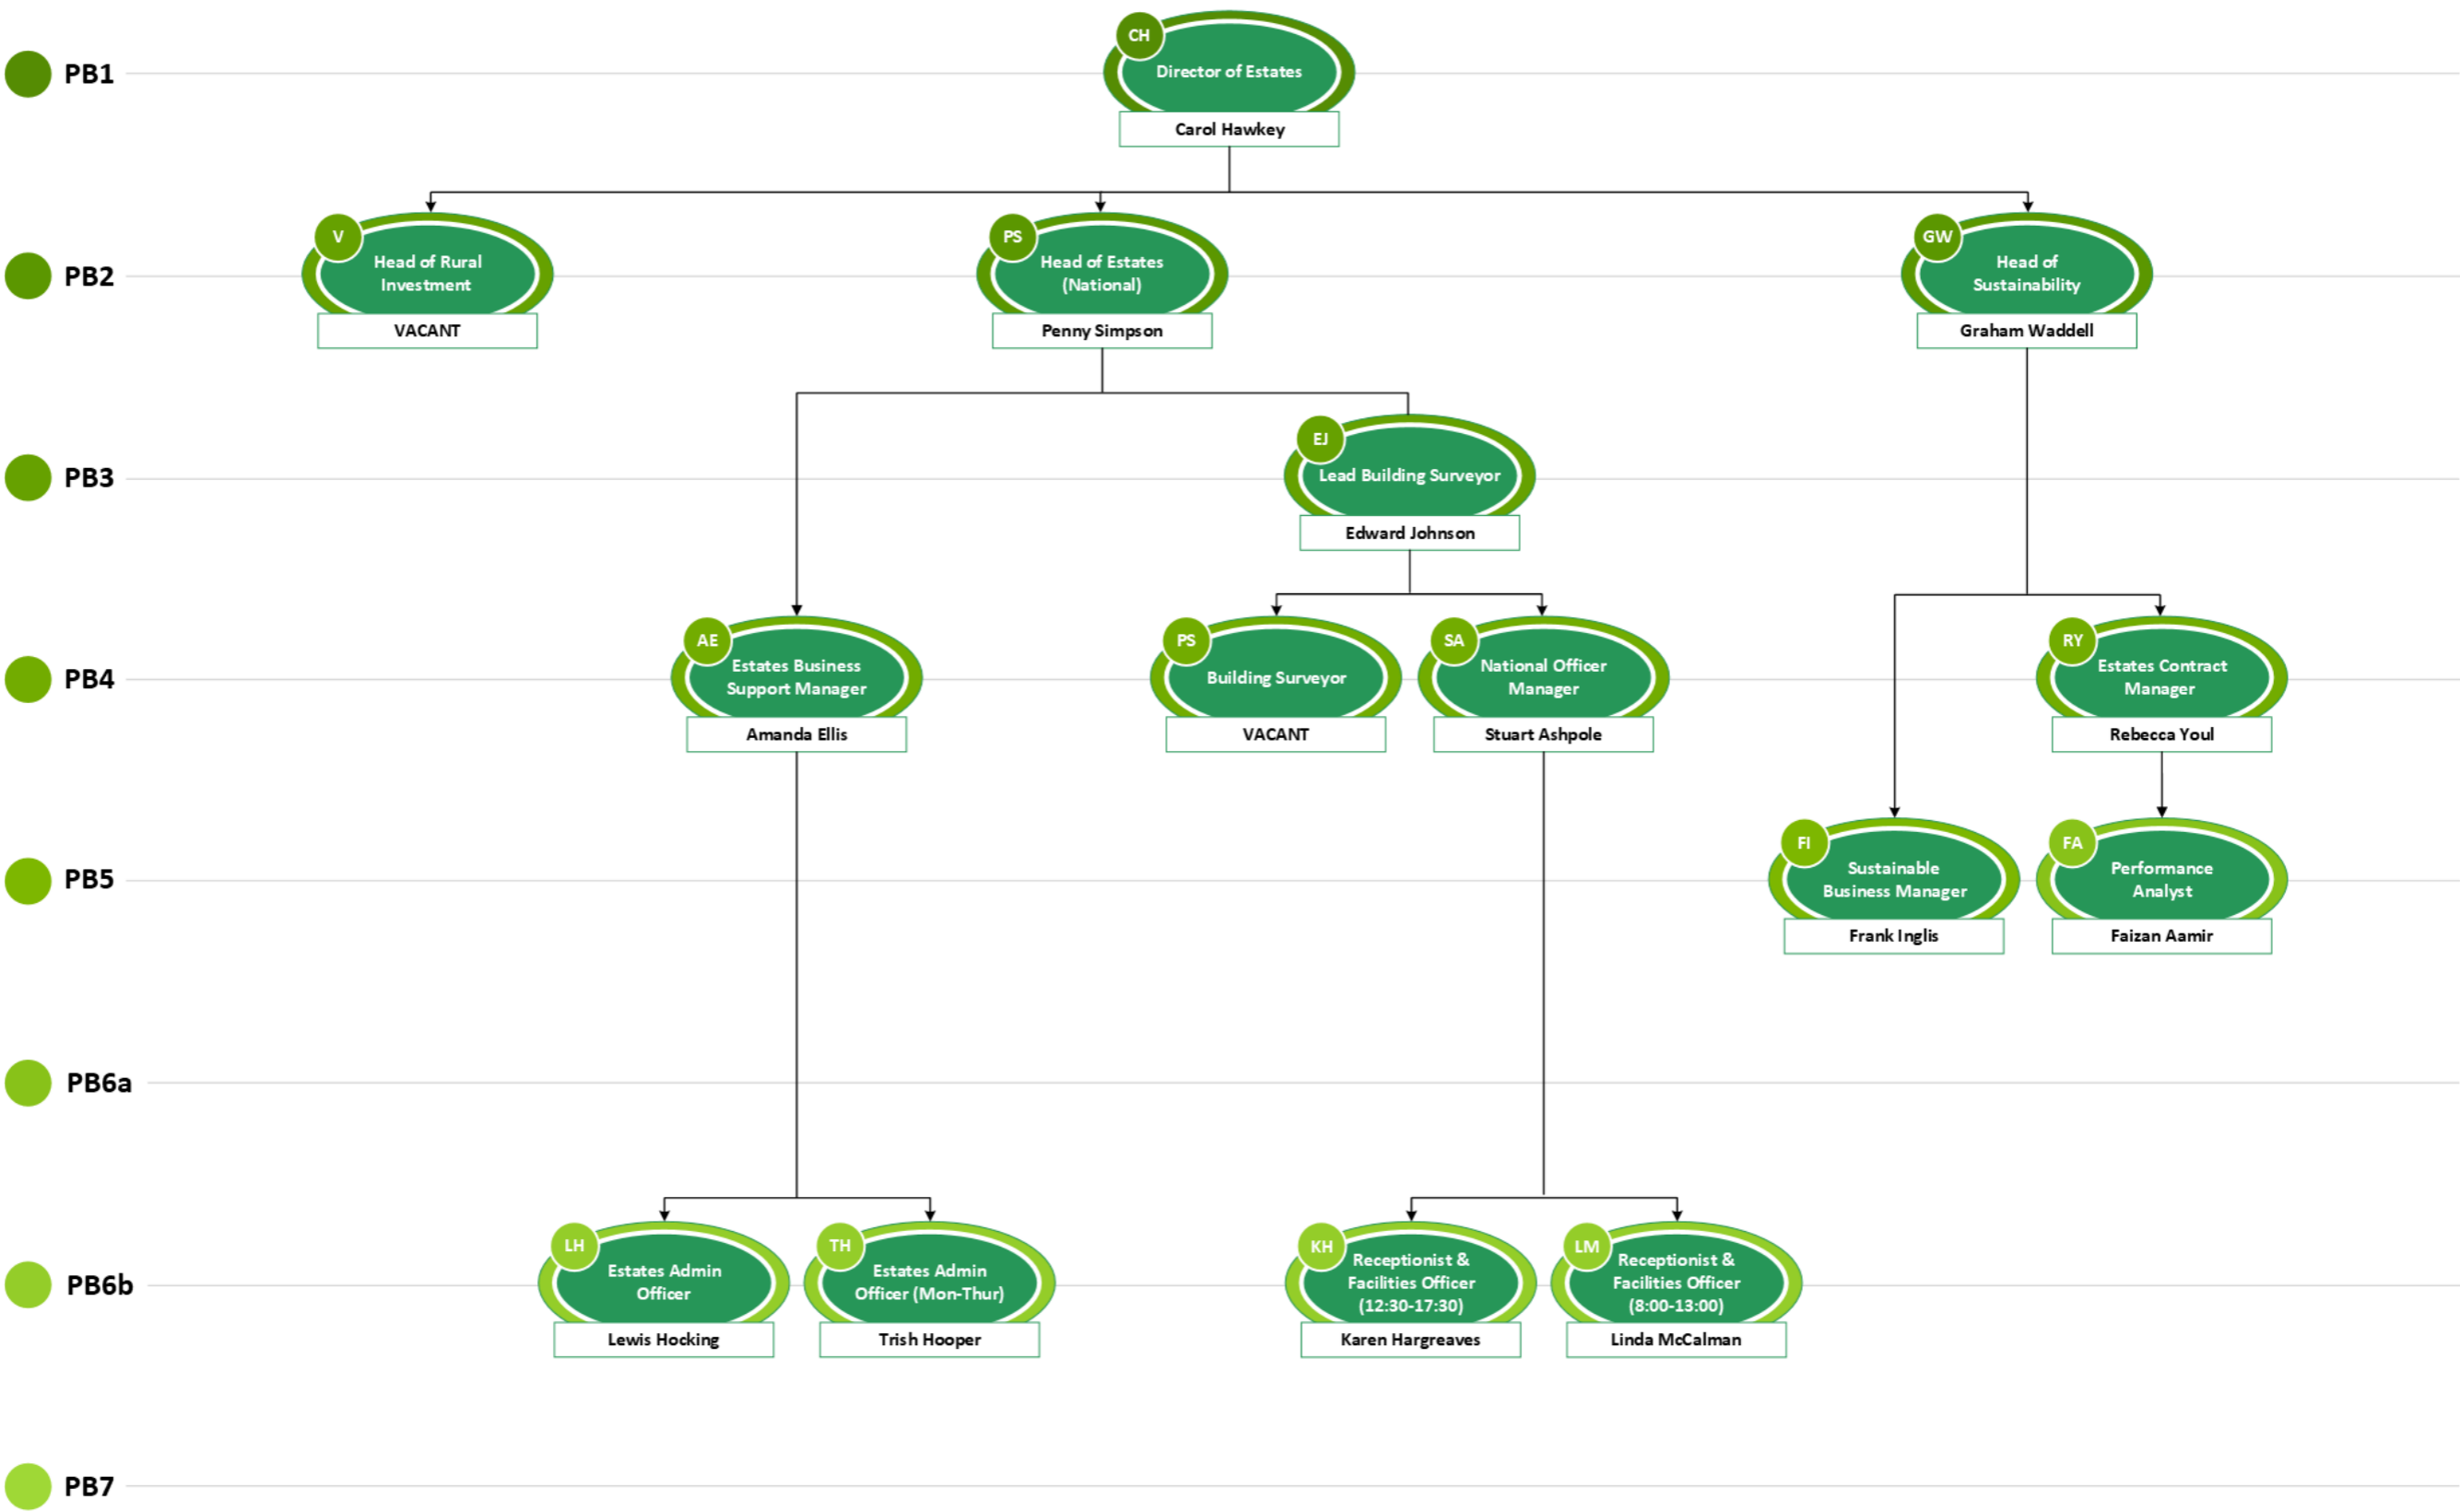 PB1
CH
Director of Estates
Carol Hawkey
PB2
V
Head of Rural
Investment
VACANT
PS
Head of Estates
(National)
Penny Simpson
GW
Head of
Sustainability
Graham Waddell
PB3
EJ
Lead Building Surveyor
Edward Johnson
PB4
AE
Estates Business
Support Manager
Amanda Ellis
PS
Building Surveyor
VACANT
SA
National Officer
Manager
Stuart Ashpole
RY
Estates Contract
Manager
Rebecca Youl
PB5
FI
Sustainable
Business Manager
Frank Inglis
FA
Performance
Analyst
Faizan Aamir
PB6a
PB6b
LH
Estates Admin
Officer
Lewis Hocking
TH
Estates Admin
Officer (Mon-Thur)
Trish Hooper
KH
Receptionist &
Facilities Officer
(12:30-17:30)
Karen Hargreaves
LM
Receptionist &
Facilities Officer
(8:00-13:00)
Linda McCalman
PB7